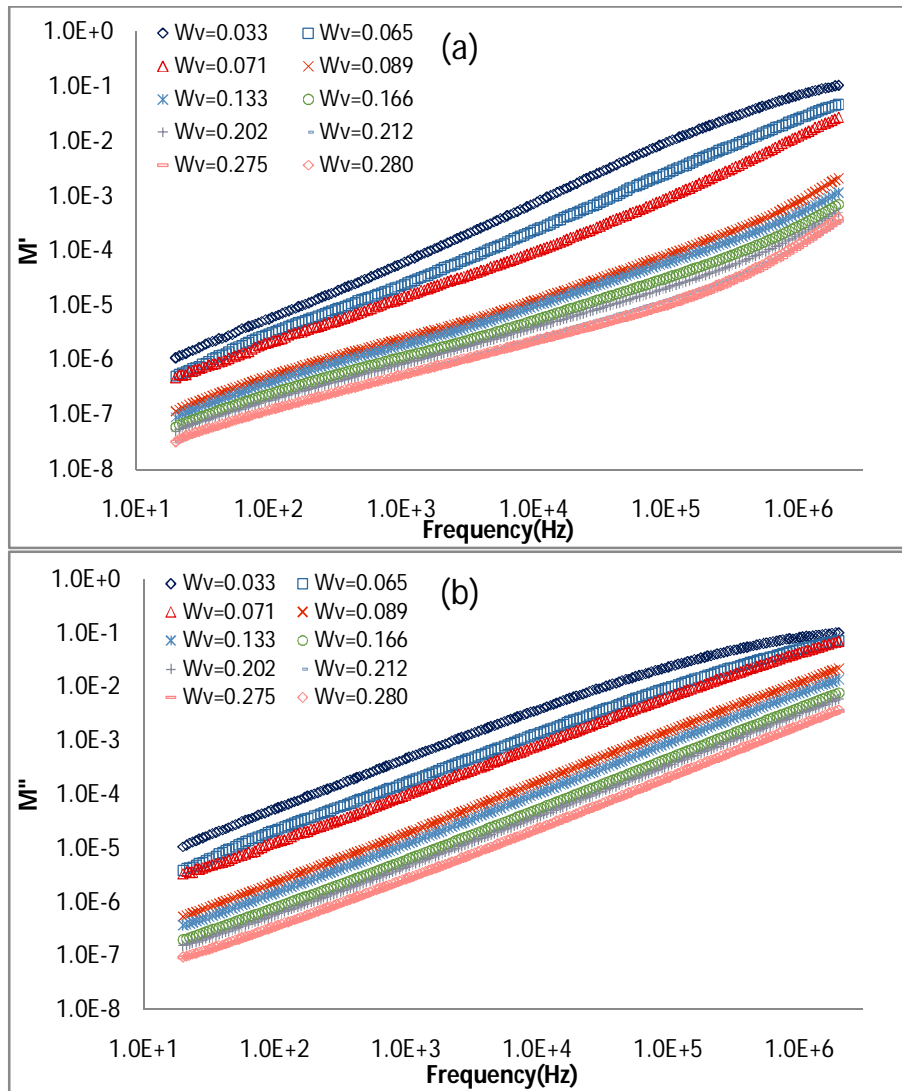 1.0E+0
Wv=0.033 Wv=0.065 (a)
1.0E-1
Wv=0.071 Wv=0.089
Wv=0.133 Wv=0.166
1.0E-2
Wv=0.202 Wv=0.212
Wv=0.275 Wv=0.280
1.0E-3
M'
1.0E-4
1.0E-5
1.0E-6
1.0E-7
1.0E-8
1.0E+1 1.0E+2 1.0E+3 1.0E+4 1.0E+5 1.0E+6
Frequency(Hz)
1.0E+0
Wv=0.033 Wv=0.065 (b)
Wv=0.071 Wv=0.089
1.0E-1
Wv=0.133 Wv=0.166
Wv=0.202 Wv=0.212
1.0E-2
Wv=0.275 Wv=0.280
1.0E-3
M"
1.0E-4
1.0E-5
1.0E-6
1.0E-7
1.0E-8
1.0E+1 1.0E+2 1.0E+3 1.0E+4 1.0E+5 1.0E+6
Frequency(Hz)